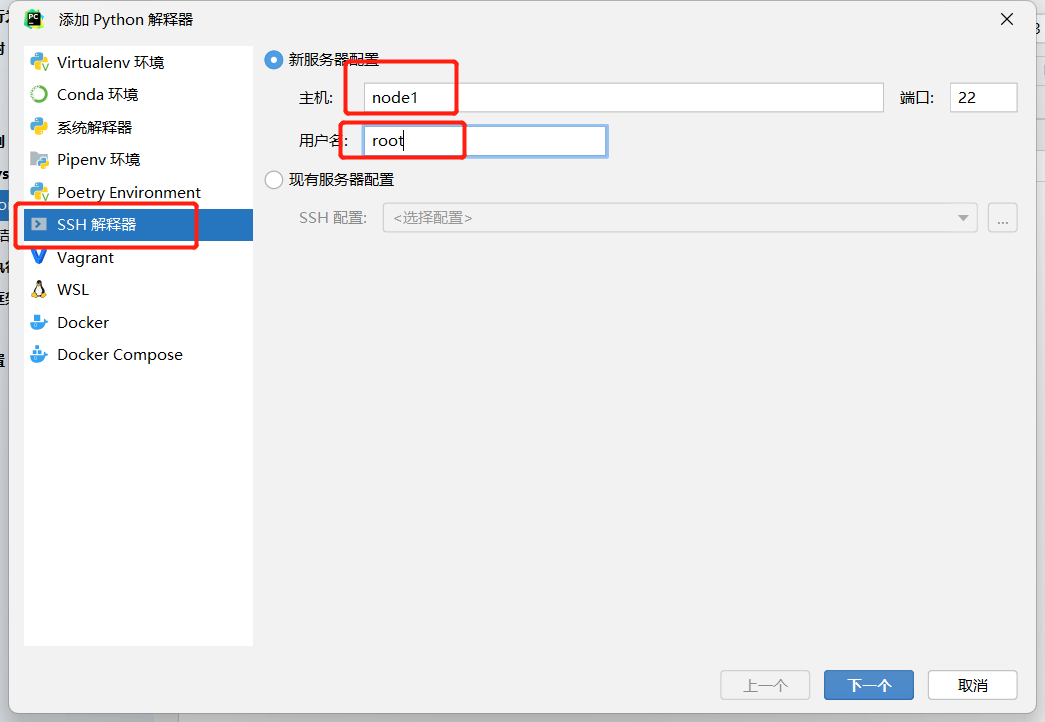 添加 Python 解释器
Virtualenv 环境
Conda 环境
系统解释器
Pipenv 环境
Poetry Environment
SSH 解释器
Vagrant
WSL
Docker
Docker Compose
新服务器配置
主机: node1 端口: 22
用户名: root
现有服务器配置
SSH 配置: <选择配置> ...
上一个 下一个 取消